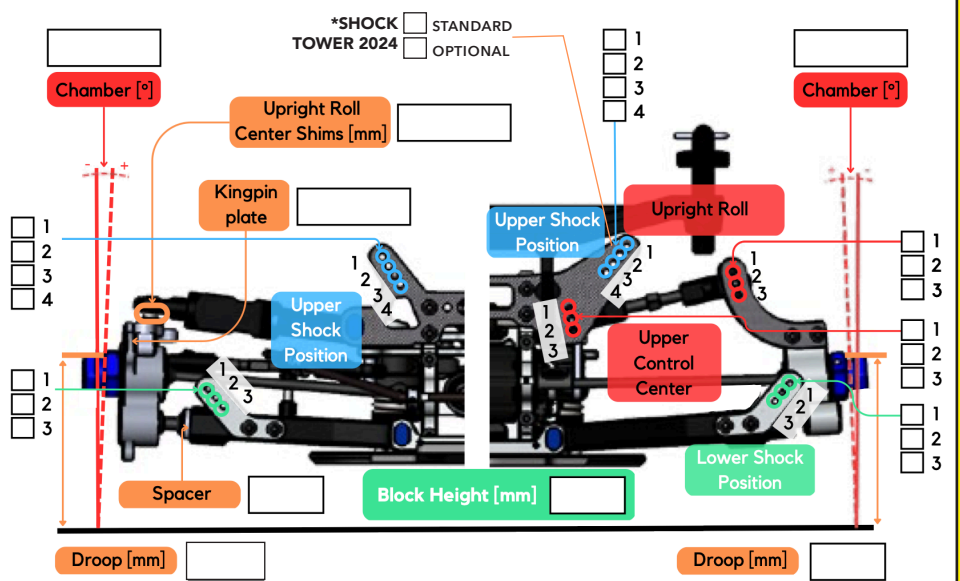 *SHOCK
TOWER 2024
STANDARD
OPTIONAL
1
2
3
4
Chamber [º]
Chamber [º]
Upright Roll
Center Shims [mm]
- +
- +
Kingpin
plate
Upper Shock
Position
Upright Roll
1
2
3
4
1
2
3
4
1
2
3
4
1
2
3
1
2
3
Upper
Shock
Position
1
2
3
Upper
Control
Center
1
2
3
1
2
3
1
2
3
1
2
3
1
2
3
Lower Shock
Position
Spacer
Block Height [mm]
Droop [mm]
Droop [mm]